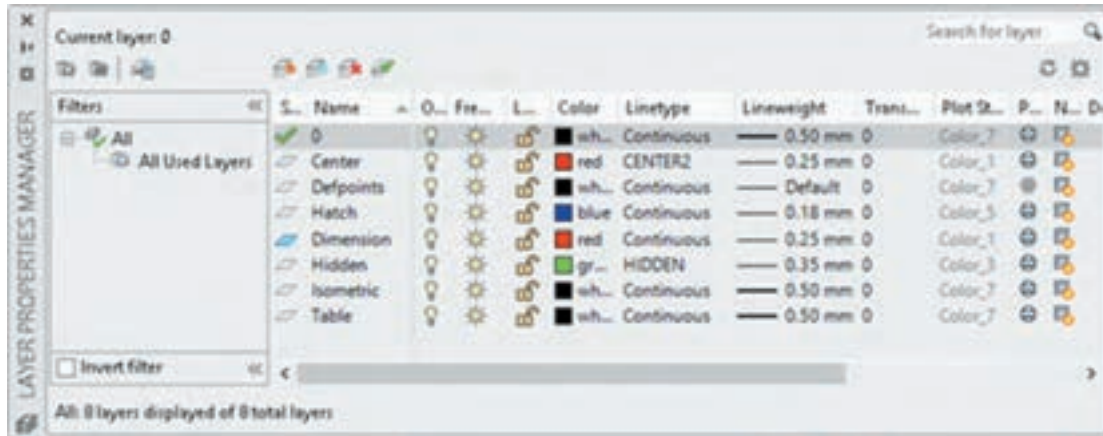 Current layer: 0
Search for layer
Filters
S... Name O... Fre... L... Color Linetype Lineweight Trans... Plot St... P... N... De
All
All Used Layers
0 wh... Continuous 0.50 mm 0 Color_7
Center red CENTER2 0.25 mm 0 Color_1
Defpoints wh... Continuous Default 0 Color_7
Hatch blue Continuous 0.18 mm 0 Color_5
Dimension red Continuous 0.25 mm 0 Color_1
Hidden gr... HIDDEN 0.35 mm 0 Color_3
Isometric wh... Continuous 0.50 mm 0 Color_7
Table wh... Continuous 0.50 mm 0 Color_7
Invert filter
All: 8 layers displayed of 8 total layers
LAYER PROPERTIES MANAGER